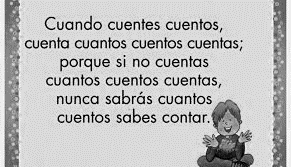 Cuando cuentes cuentos,
cuenta cuantos cuentos cuentas;
porque si no cuentas
cuantos cuentos cuentas,
nunca sabrás cuantos
cuentos sabes contar.